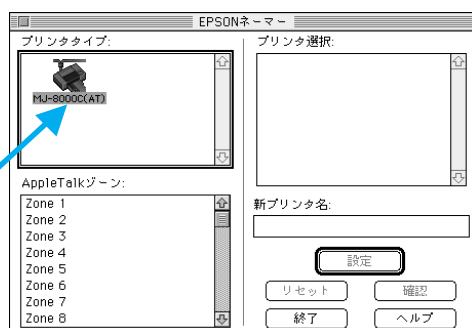 EPSONネーマー
プリンタタイプ:
MJ-8000C(AT)
AppleTalkゾーン:
Zone 1
Zone 2
Zone 3
Zone 4
Zone 5
Zone 6
Zone 7
Zone 8
プリンタ選択:
新プリンタ名:
設定
リセット
確認
終了
ヘルプ